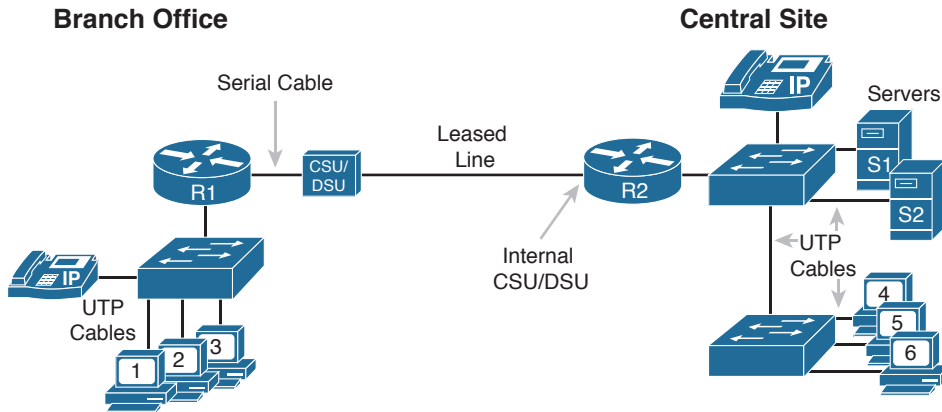 Branch Office
Central Site
Serial Cable
Leased
Line
IP
Servers
R1
CSU/
DSU
R2
S1
S2
Internal
CSU/DSU
UTP
Cables
IP
UTP
Cables
1
2
3
4
5
6